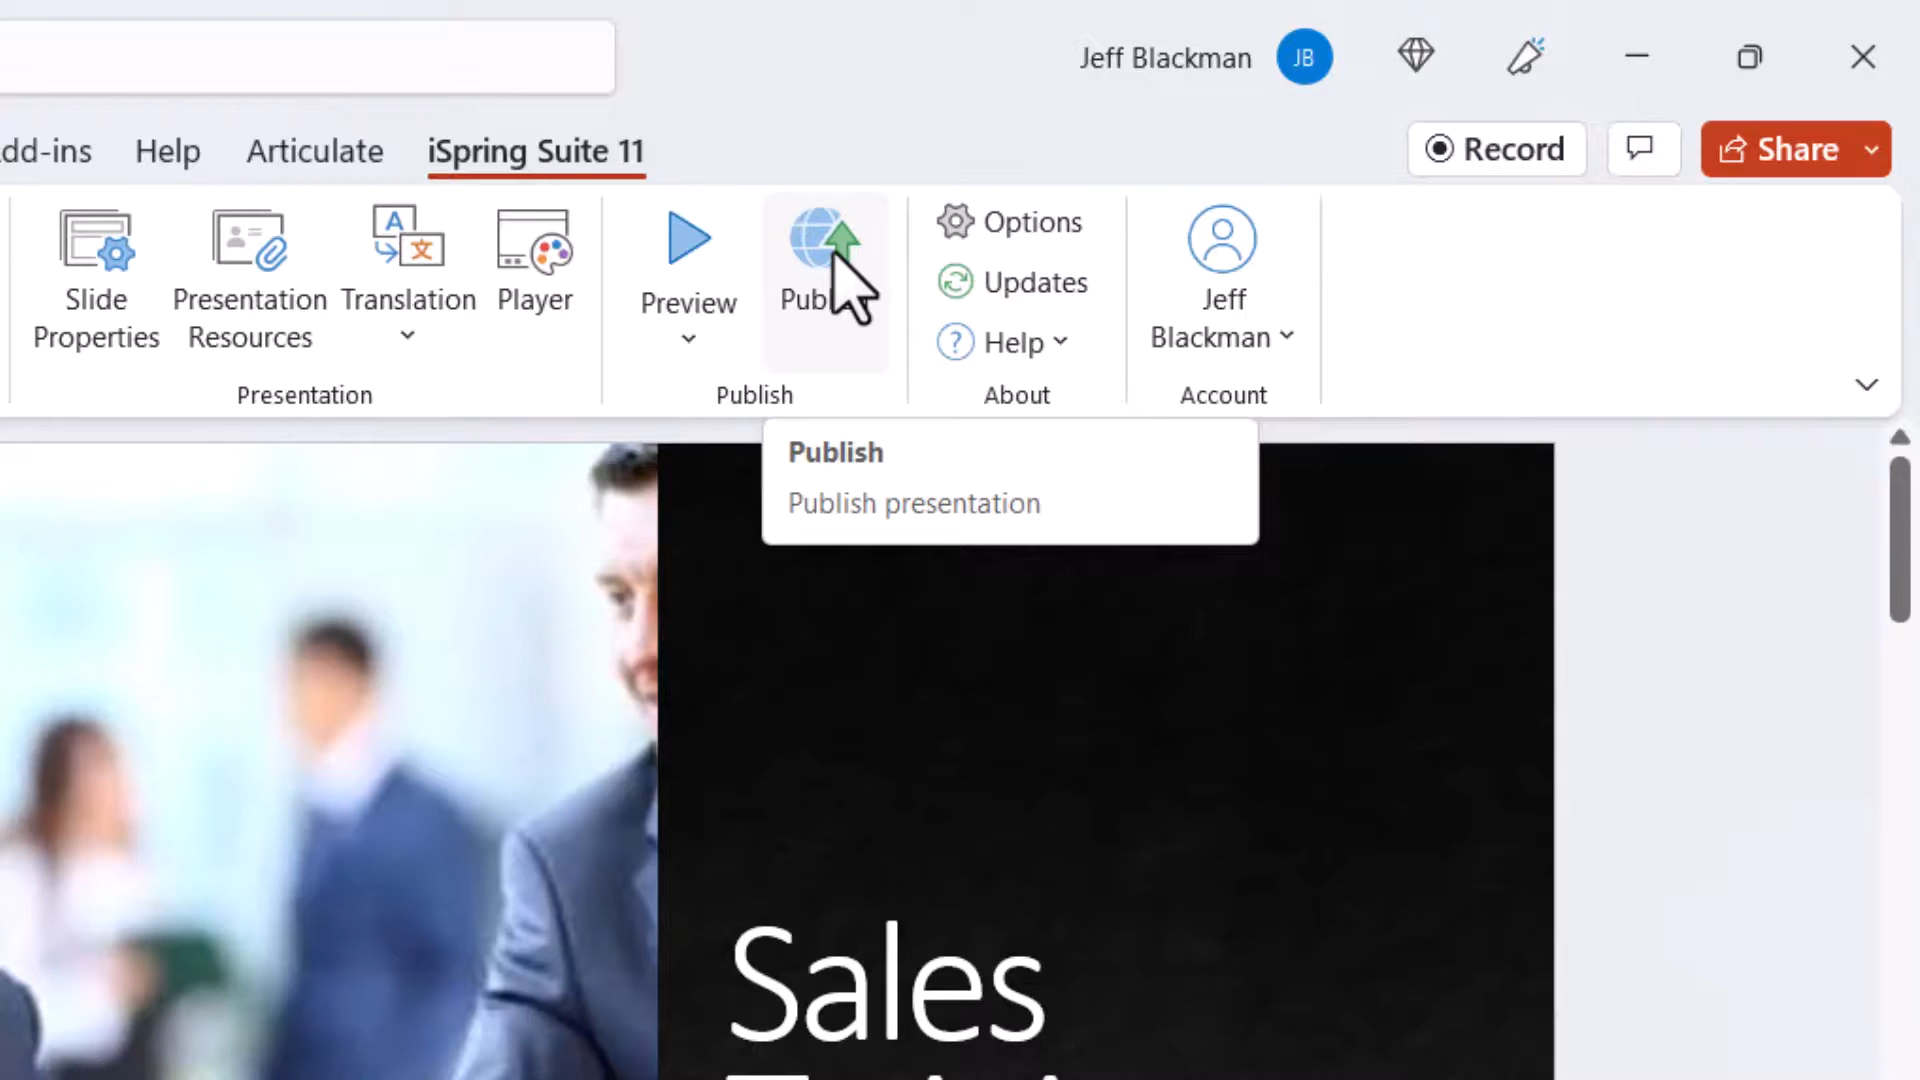 Jeff Blackman JB
dd-ins Help Articulate iSpring Suite 11 Record Share
Slide Properties
Presentation Resources
Translation
Player
Preview
Publ
Options
Updates
Help
Jeff Blackman
Presentation Publish About Account
Publish
Publish presentation
A 文
Sales